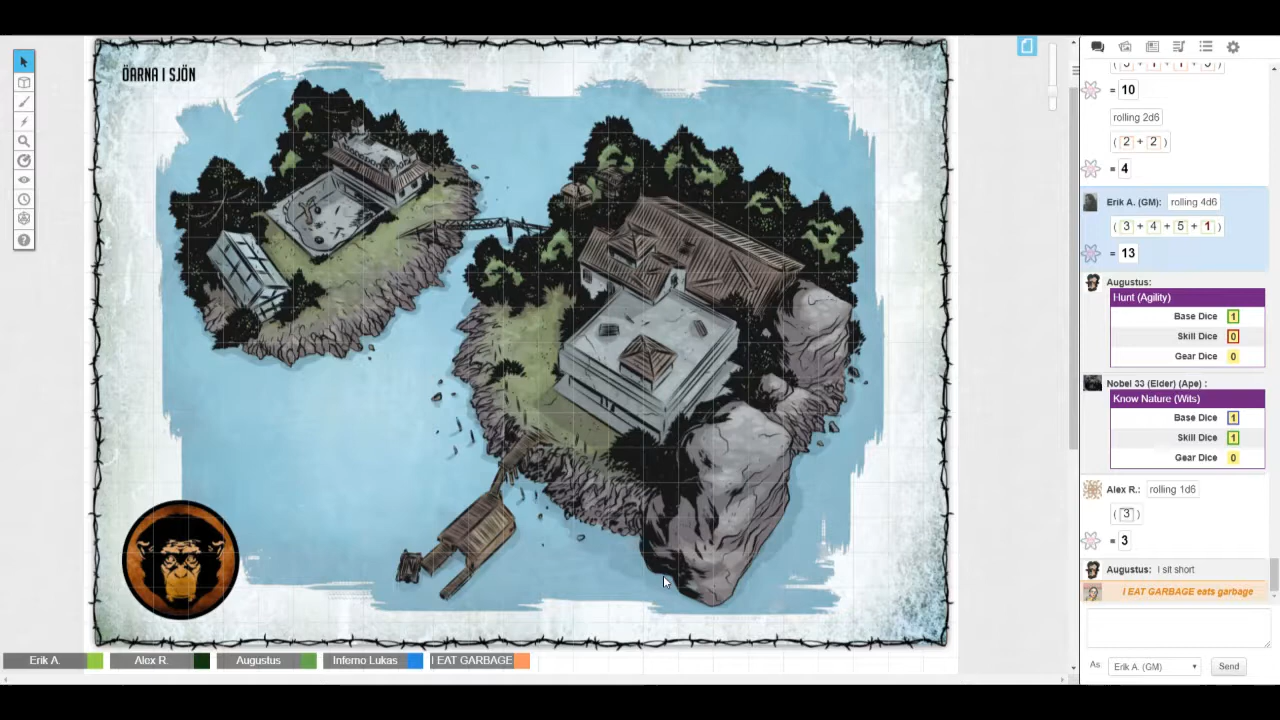 ÖARNA I SJÖN
= 10
rolling 2d6
( 2 + 2 )
= 4
Erik A. (GM): rolling 4d6
( 3 + 4 + 5 + 1 )
= 13
Augustus:
Hunt (Agility)
Base Dice 1
Skill Dice 0
Gear Dice 0
Nobel 33 (Elder) (Ape) :
Know Nature (Wits)
Base Dice 1
Skill Dice 1
Gear Dice 0
Alex R.: rolling 1d6
( 3 )
= 3
Augustus: I sit short
I EAT GARBAGE eats garbage
As Erik A. (GM) Send
Erik A. Alex R. Augustus Inferno Lukas I EAT GARBAGE